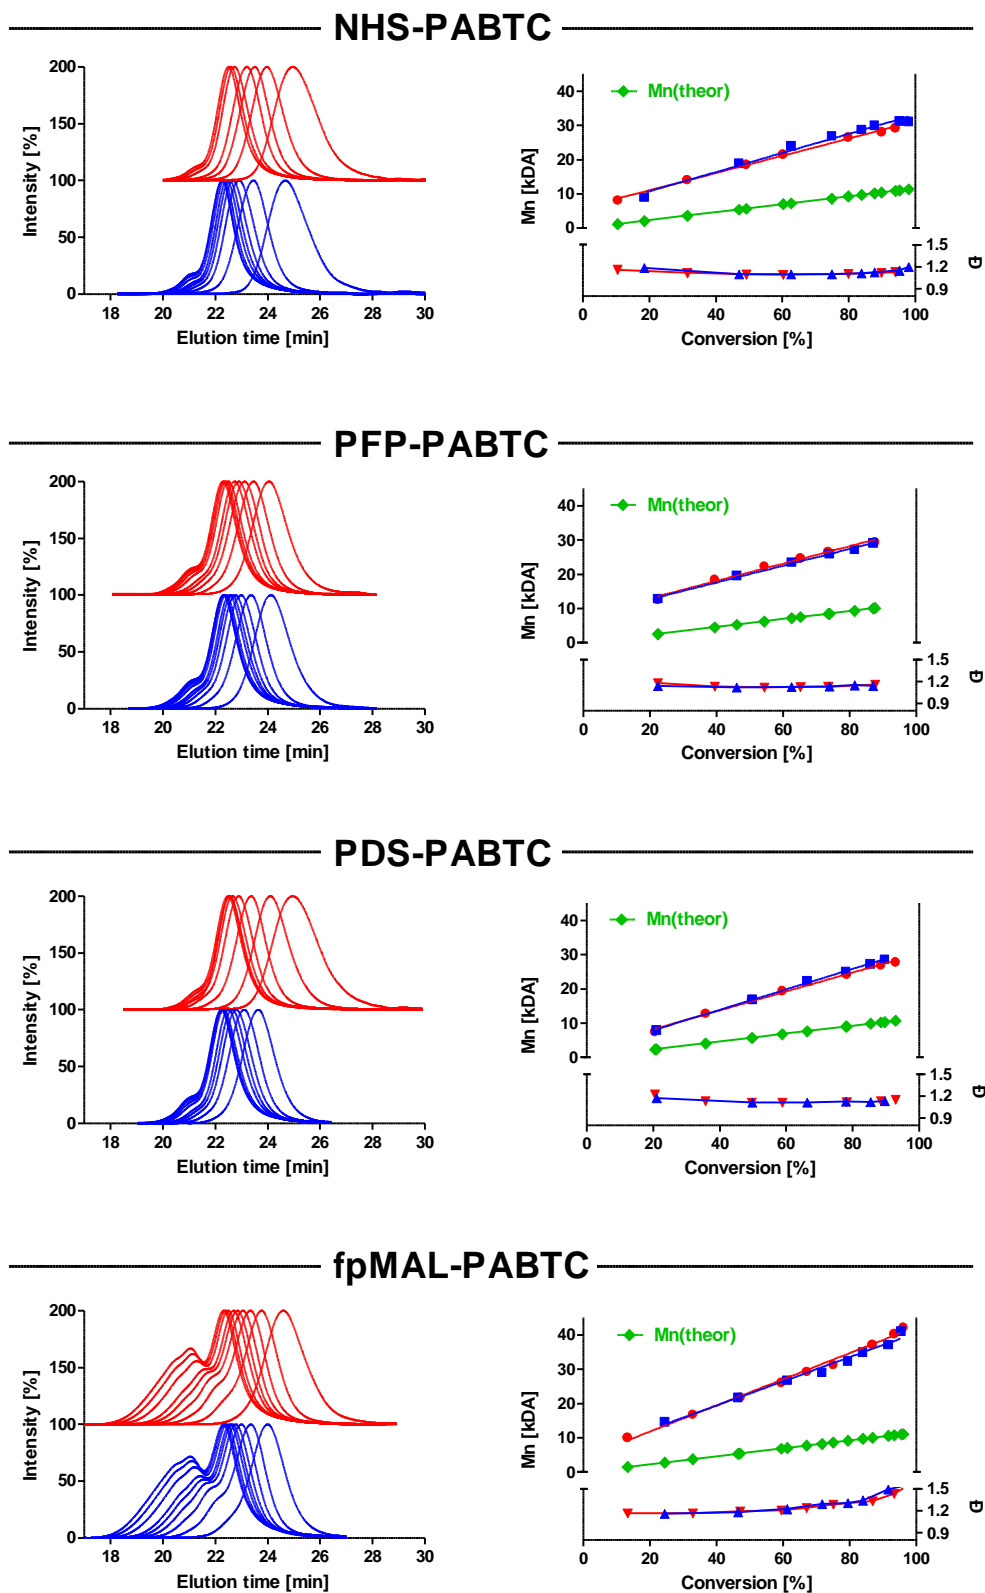 NHS-PABTC
200
150
100
50
0
Intensity [%]
18 20 22 24 26 28 30
Elution time [min]
Mn(theor)
40
30
20
10
0
Mn [kDA]
1.5
1.2
0.9
Đ
0 20 40 60 80 100
Conversion [%]
PFP-PABTC
200
150
100
50
0
Intensity [%]
18 20 22 24 26 28 30
Elution time [min]
Mn(theor)
40
30
20
10
0
Mn [kDA]
1.5
1.2
0.9
Đ
0 20 40 60 80 100
Conversion [%]
PDS-PABTC
200
150
100
50
0
Intensity [%]
18 20 22 24 26 28 30
Elution time [min]
Mn(theor)
40
30
20
10
0
Mn [kDA]
1.5
1.2
0.9
Đ
0 20 40 60 80 100
Conversion [%]
fpMAL-PABTC
200
150
100
50
0
Intensity [%]
18 20 22 24 26 28 30
Elution time [min]
Mn(theor)
40
30
20
10
0
Mn [kDA]
1.5
1.2
0.9
Đ
0 20 40 60 80 100
Conversion [%]